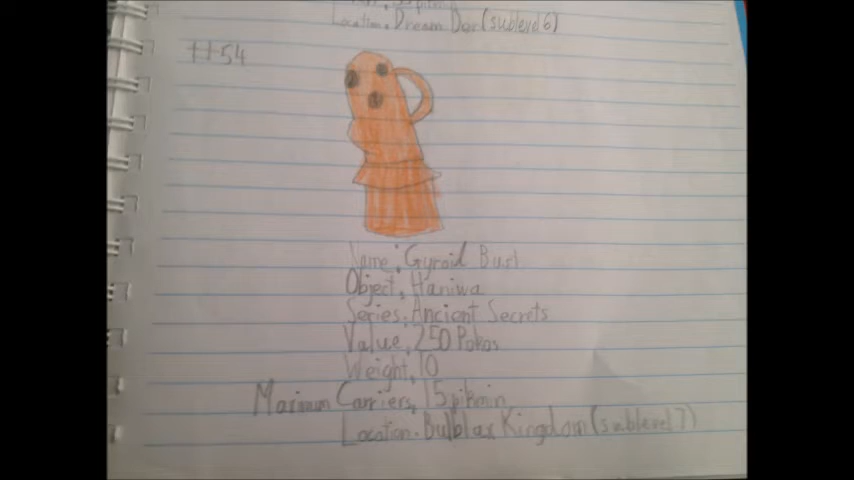 Location. Dream Den (sublevel 6)
++54
Name: Gyroid Bust
Object: Haniwa
Series. Ancient Secrets
Value: 250 Pokos
Weight, 10
Maximum Carriers, 15 pikmin
Location. Bulblax Kingdom (sublevel 7)